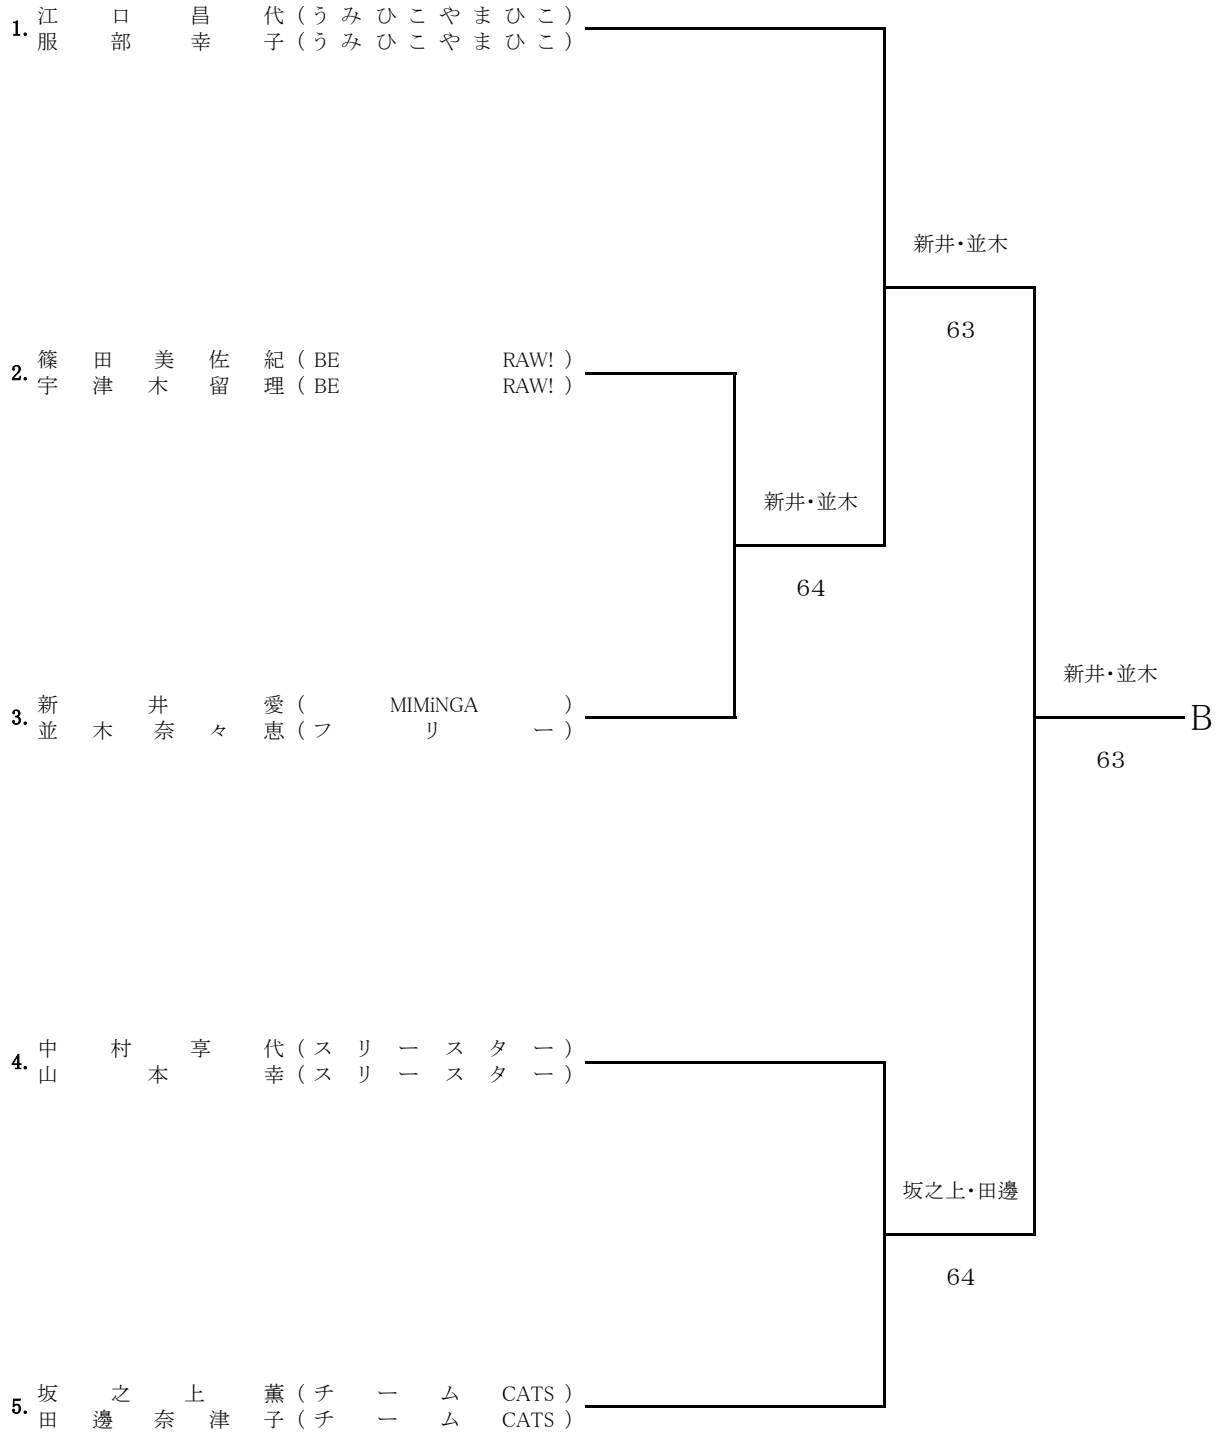 1. 江口昌代(うみひこやまひこ)
服部幸子(うみひこやまひこ)
新井・並木
63
2. 篠田美佐紀(BE RAW!)
宇津木留理(BE RAW!)
新井・並木
64
新井・並木
3. 新井愛(MIMiNGA)
並木奈々恵(フリー)
B
63
4. 中村享代(スリースター)
山本幸(スリースター)
坂之上・田邊
64
5. 坂之上薫(チームCATS)
田邊奈津子(チームCATS)